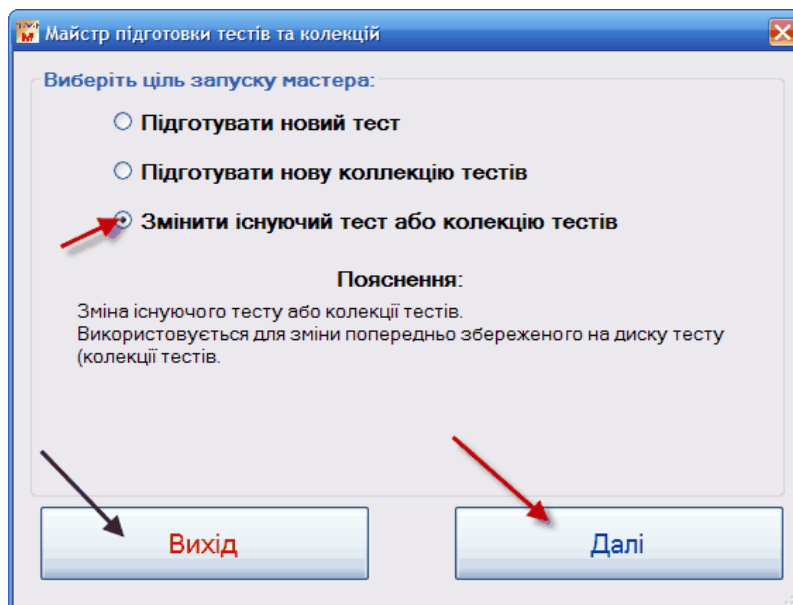 Майстр підготовки тестів та колекцій
Виберіть ціль запуску мастера:
Підготувати новий тест
Підготувати нову коллекцію тестів
Змінити існуючий тест або колекцію тестів
Пояснення:
Зміна існуючого тесту або колекції тестів.
Використовується для зміни попередньо збереженого на диску тесту
(колекції тестів.
Вихід
Далі